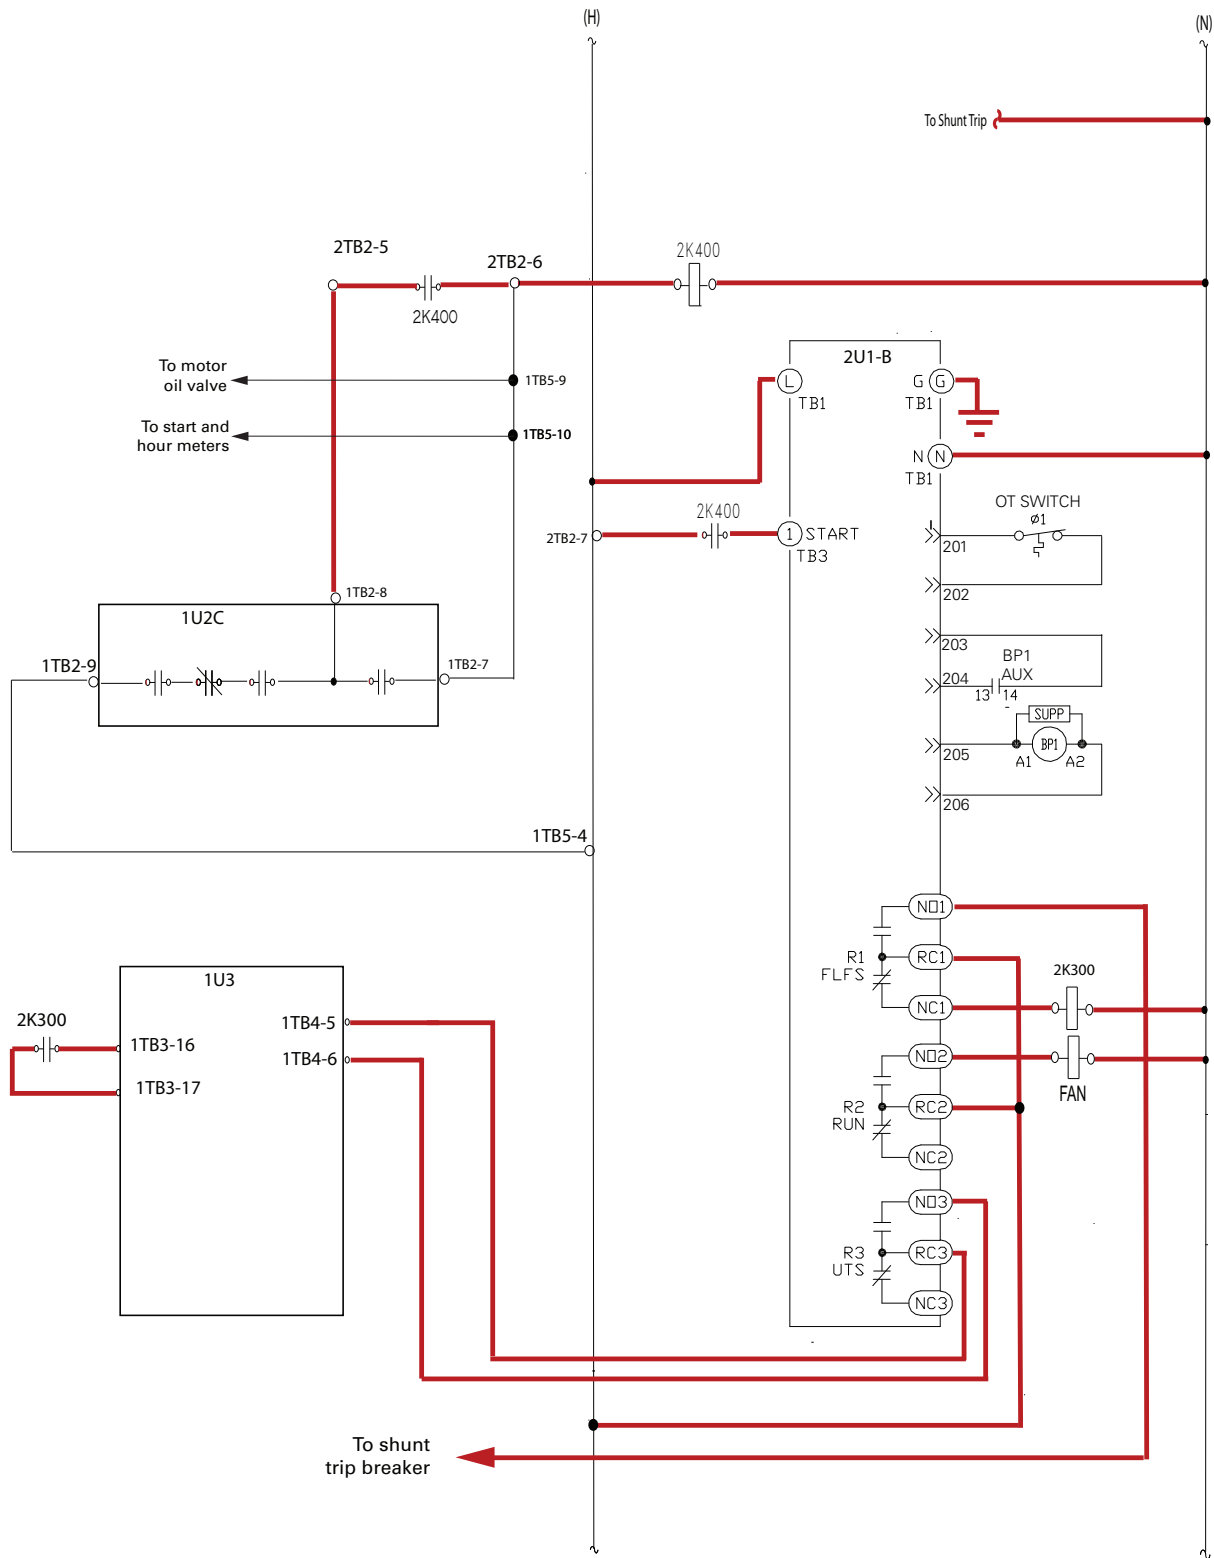 (H)
(N)
To Shunt Trip
2TB2-5
2TB2-6
2K400
2K400
To motor
oil valve
1TB5-9
To start and
hour meters
1TB5-10
2U1-B
L
TB1
G G
TB1
N N
TB1
2K400
2TB2-7
1 START
TB3
OT SWITCH
ø1
201
202
203
204
BP1
AUX
13 14
SUPP
BP1
A1 A2
205
206
1TB2-8
1U2C
1TB2-9
1TB2-7
1TB5-4
NO1
R1
FLFS
RC1
NC1
2K300
NO2
FAN
R2
RUN
RC2
NC2
NO3
R3
UTS
RC3
NC3
1U3
2K300
1TB3-16
1TB3-17
1TB4-5
1TB4-6
To shunt
trip breaker